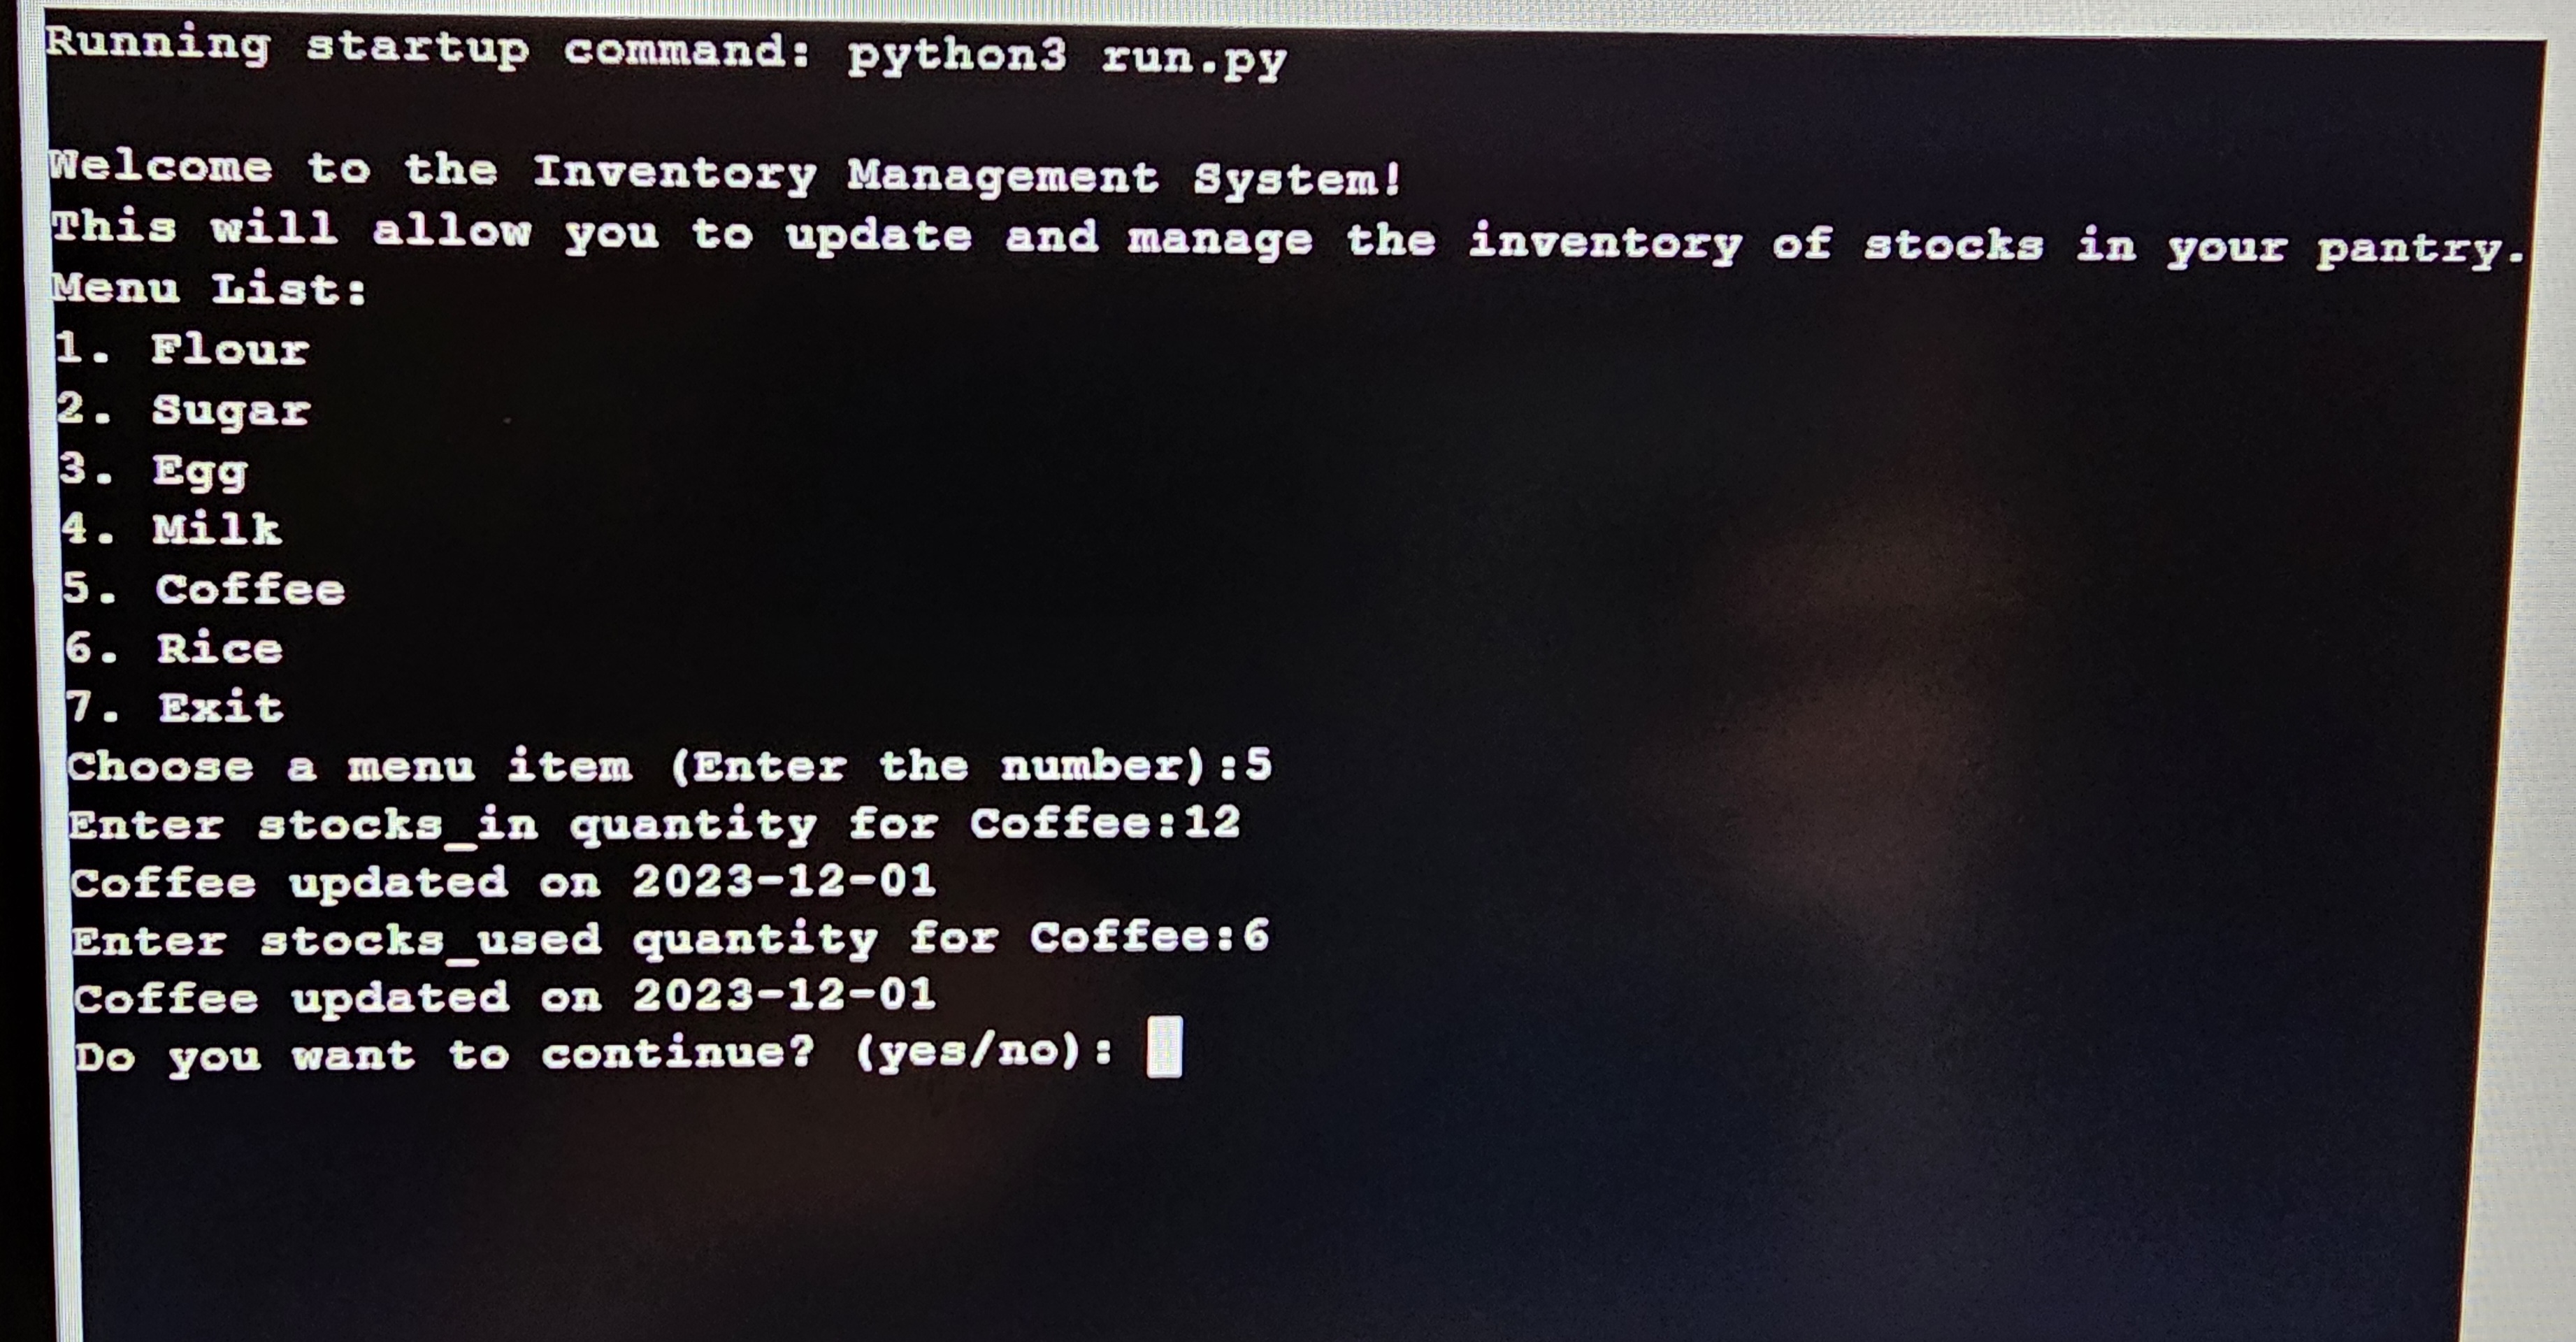 Running startup command: python3 run.py
Welcome to the Inventory Management System!
This will allow you to update and manage the inventory of stocks in your pantry.
Menu List:
1. Flour
2. Sugar
3. Egg
4. Milk
5. Coffee
6. Rice
7. Exit
Choose a menu item (Enter the number):5
Enter stocks_in quantity for Coffee:12
Coffee updated on 2023-12-01
Enter stocks_used quantity for Coffee:6
Coffee updated on 2023-12-01
Do you want to continue? (yes/no):